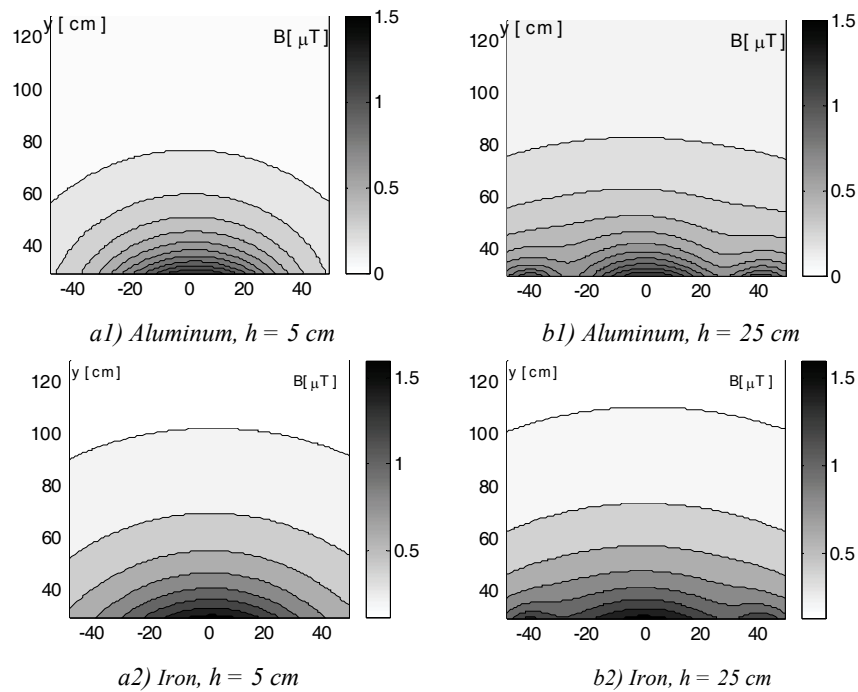 y [ cm]
B[ μT]
120
100
80
60
40
-40 -20 0 20 40
1.5
1
0.5
0
a1) Aluminum, h = 5 cm
y [ cm]
B[ μT]
120
100
80
60
40
-40 -20 0 20 40
1.5
1
0.5
0
b1) Aluminum, h = 25 cm
y [ cm]
B[ μT]
120
100
80
60
40
-40 -20 0 20 40
1.5
1
0.5
a2) Iron, h = 5 cm
y [ cm]
B[ μT]
120
100
80
60
40
-40 -20 0 20 40
1.5
1
0.5
b2) Iron, h = 25 cm